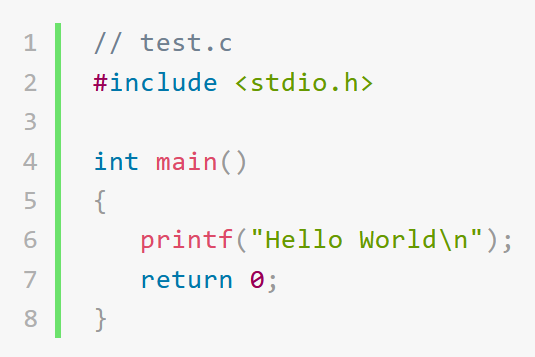 1 // test.c
2 #include <stdio.h>
3
4 int main()
5 {
6    printf("Hello World\n");
7    return 0;
8 }